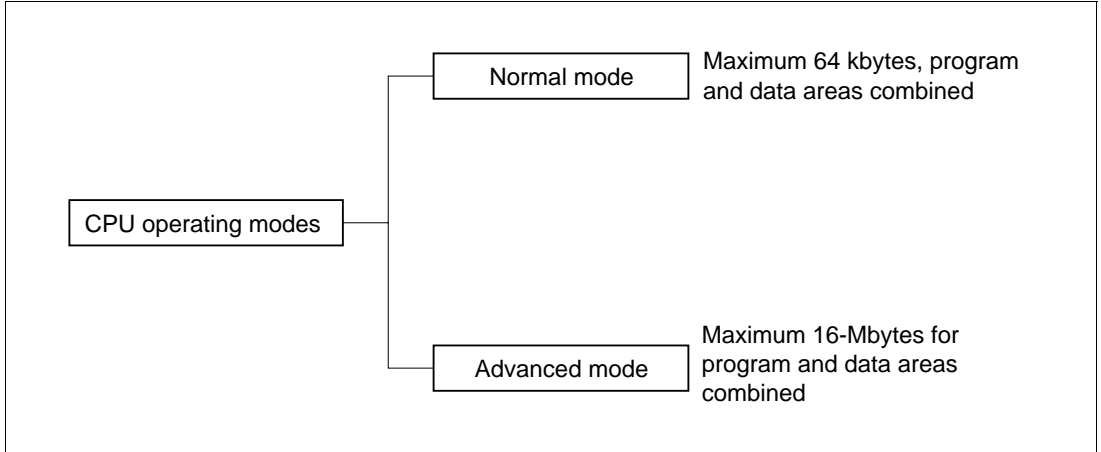 Normal mode
Maximum 64 kbytes, program
and data areas combined
CPU operating modes
Advanced mode
Maximum 16-Mbytes for
program and data areas
combined